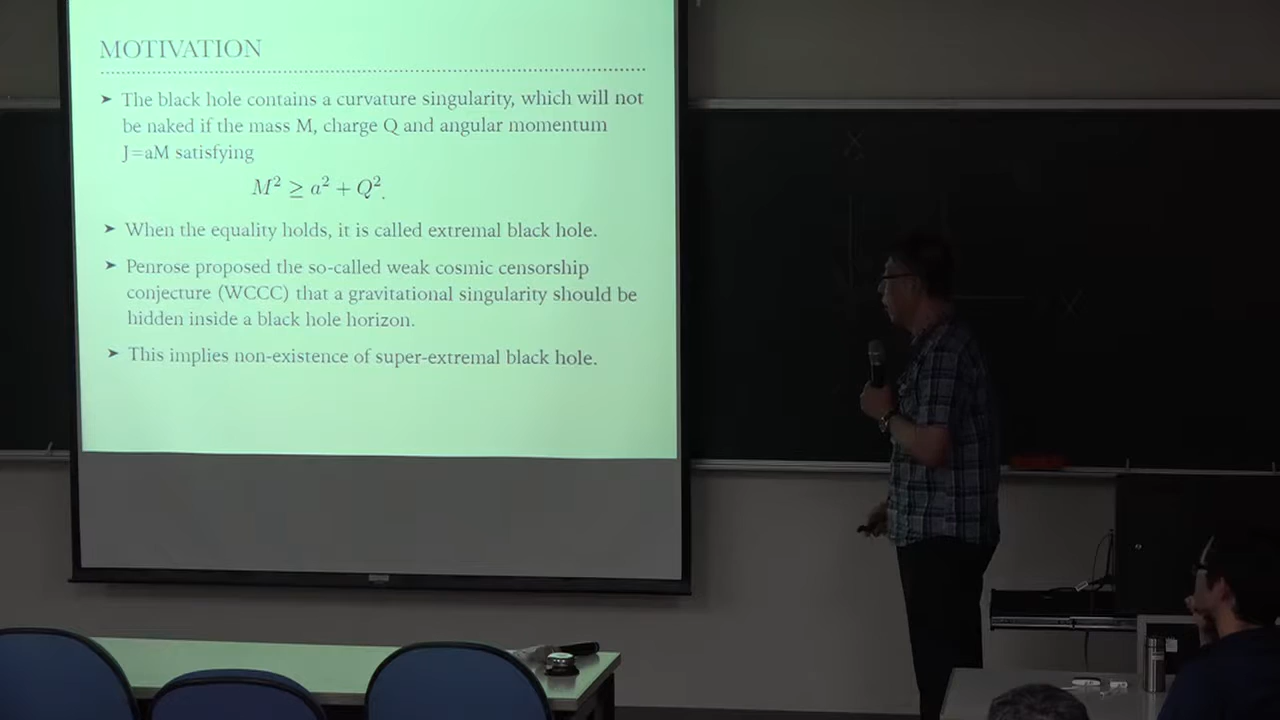 MOTIVATION
➤ The black hole contains a curvature singularity, which will not
be naked if the mass M, charge Q and angular momentum
J=aM satisfying
M² ≥ a² + Q².
➤ When the equality holds, it is called extremal black hole.
➤ Penrose proposed the so-called weak cosmic censorship
conjecture (WCCC) that a gravitational singularity should be
hidden inside a black hole horizon.
➤ This implies non-existence of super-extremal black hole.